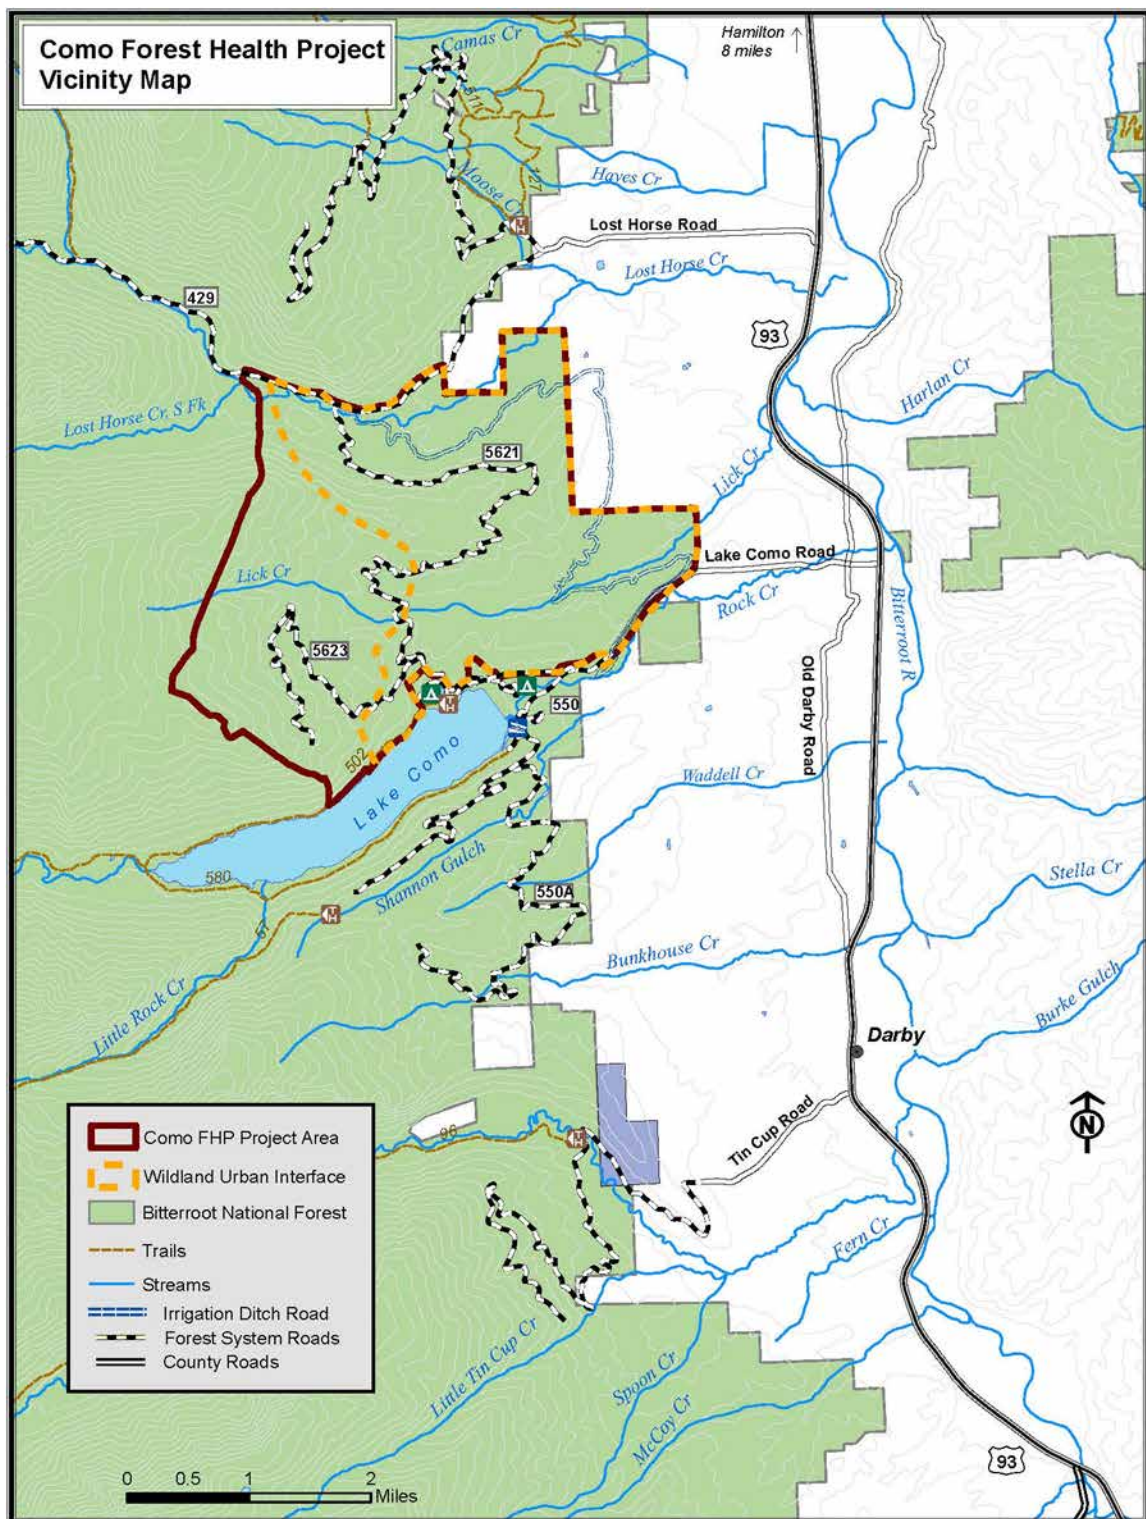 Como Forest Health Project
Vicinity Map
Hamilton
8 miles
Camas Cr
Moose Cr
127
Hayes Cr
Lost Horse Road
Lost Horse Cr
429
93
Harlan Cr
Lost Horse Cr, S Fk
5621
Lick Cr
Lake Como Road
Lick Cr
Rock Cr
Bitterroot R
5623
Old Darby Road
550
502
Lake Como
Waddell Cr
580
Shannon Gulch
550A
Stella Cr
67
Bunkhouse Cr
Little Rock Cr
Burke Gulch
Darby
N
Tin Cup Road
96
Como FHP Project Area
Wildland Urban Interface
Bitterroot National Forest
Trails
Streams
Irrigation Ditch Road
Forest System Roads
County Roads
Fern Cr
Little Tin Cup Cr
Spoon Cr
McCoy Cr
93
0 0.5 1 2
Miles